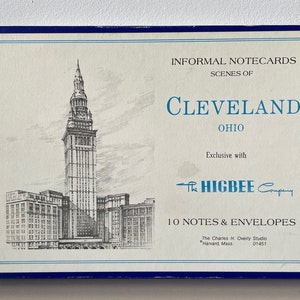 INFORMAL NOTECARDS
SCENES OF
CLEVELAND
OHIO
Exclusive with
The HIGBEE Company
10 NOTES & ENVELOPES
The Charles H. Overly Studio
Harvard, Mass. 01451